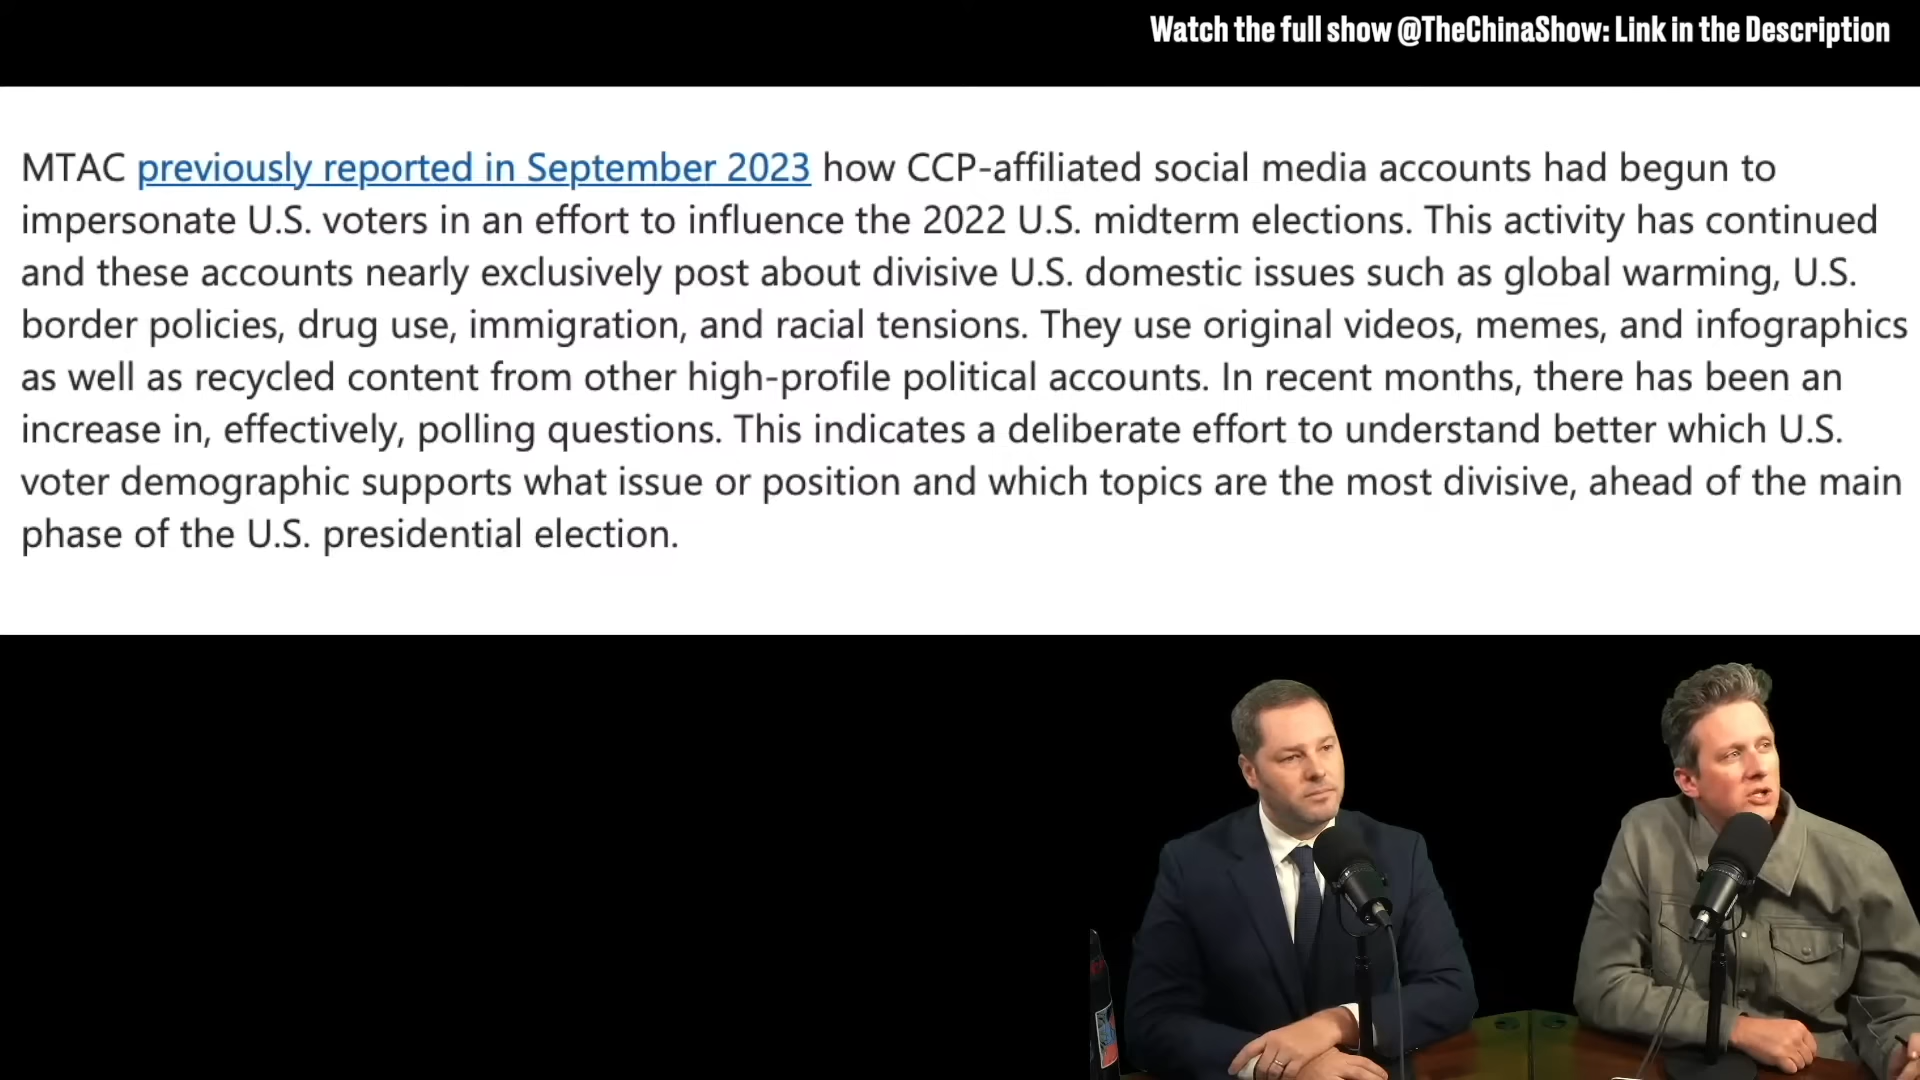 Watch the full show @TheChinaShow: Link in the Description
MTAC previously reported in September 2023 how CCP-affiliated social media accounts had begun to
impersonate U.S. voters in an effort to influence the 2022 U.S. midterm elections. This activity has continued
and these accounts nearly exclusively post about divisive U.S. domestic issues such as global warming, U.S.
border policies, drug use, immigration, and racial tensions. They use original videos, memes, and infographics
as well as recycled content from other high-profile political accounts. In recent months, there has been an
increase in, effectively, polling questions. This indicates a deliberate effort to understand better which U.S.
voter demographic supports what issue or position and which topics are the most divisive, ahead of the main
phase of the U.S. presidential election.